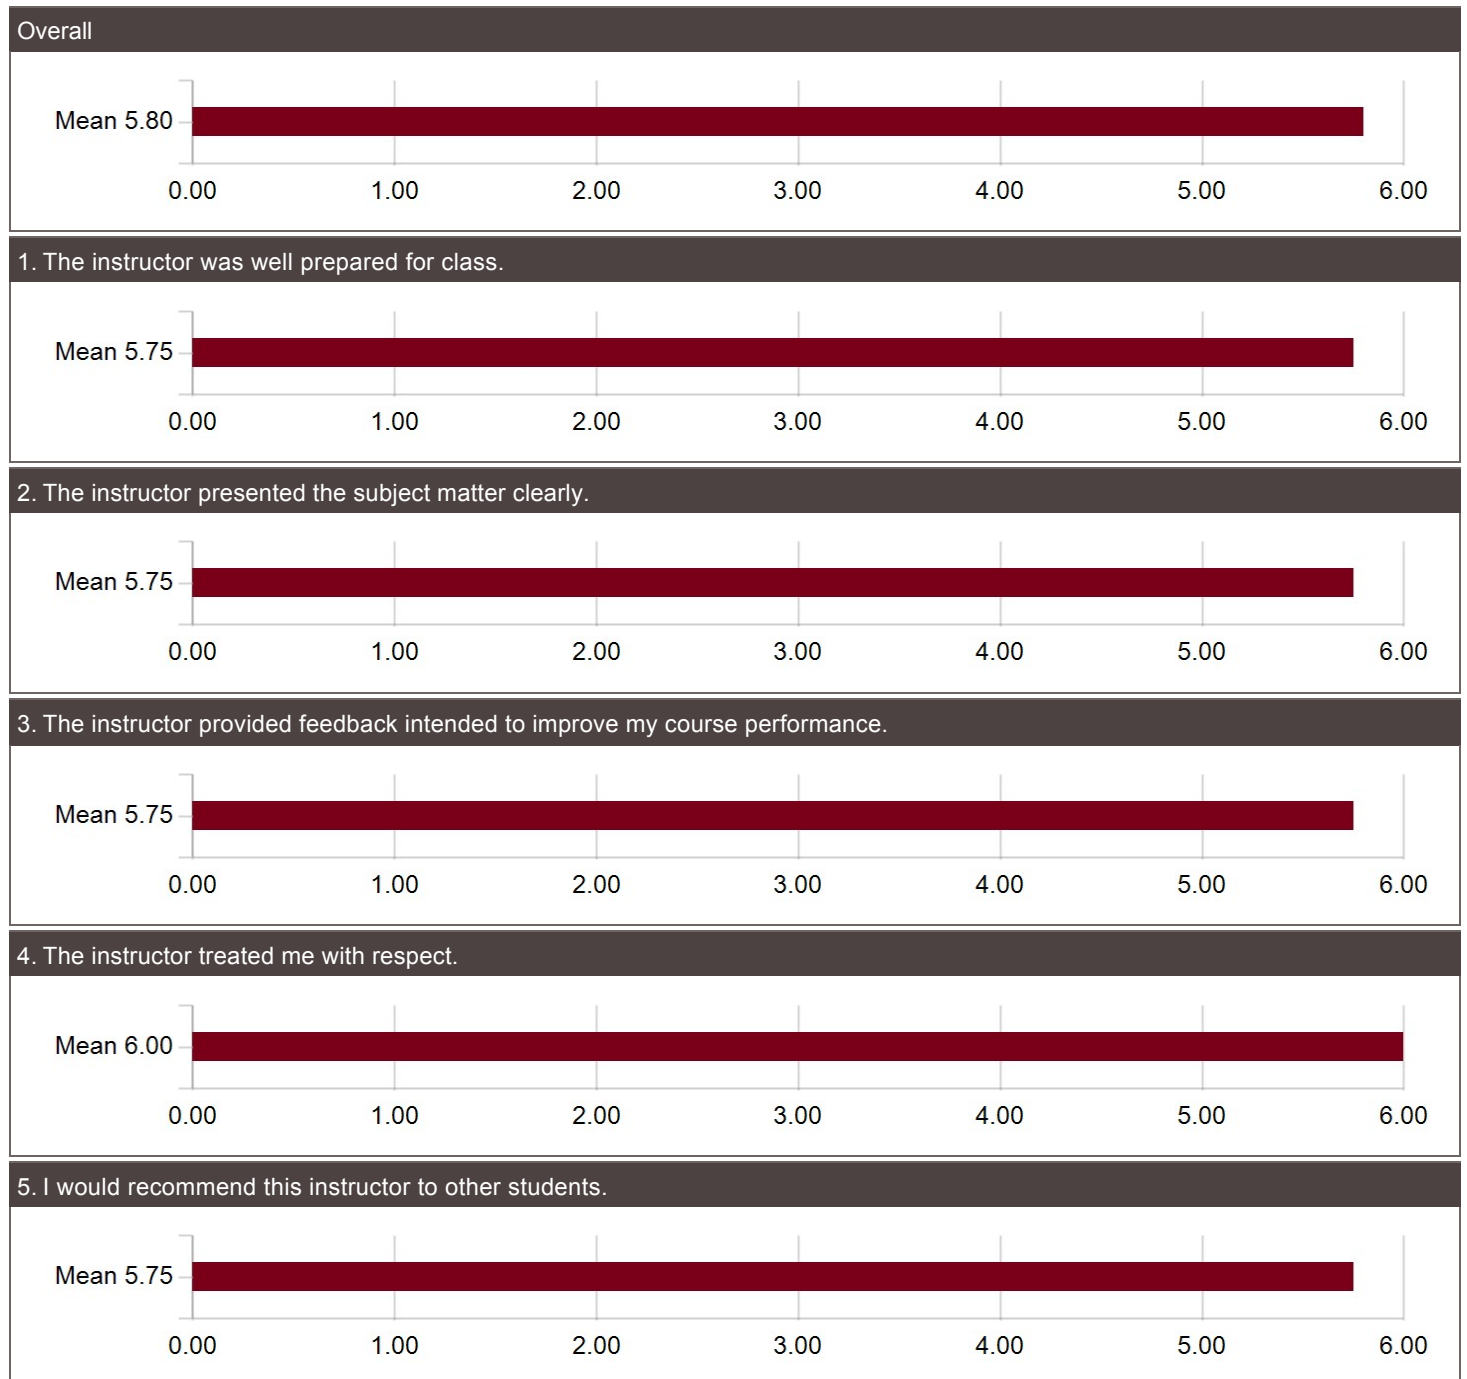 Overall
Mean 5.80
0.00 1.00 2.00 3.00 4.00 5.00 6.00
1. The instructor was well prepared for class.
Mean 5.75
0.00 1.00 2.00 3.00 4.00 5.00 6.00
2. The instructor presented the subject matter clearly.
Mean 5.75
0.00 1.00 2.00 3.00 4.00 5.00 6.00
3. The instructor provided feedback intended to improve my course performance.
Mean 5.75
0.00 1.00 2.00 3.00 4.00 5.00 6.00
4. The instructor treated me with respect.
Mean 6.00
0.00 1.00 2.00 3.00 4.00 5.00 6.00
5. I would recommend this instructor to other students.
Mean 5.75
0.00 1.00 2.00 3.00 4.00 5.00 6.00